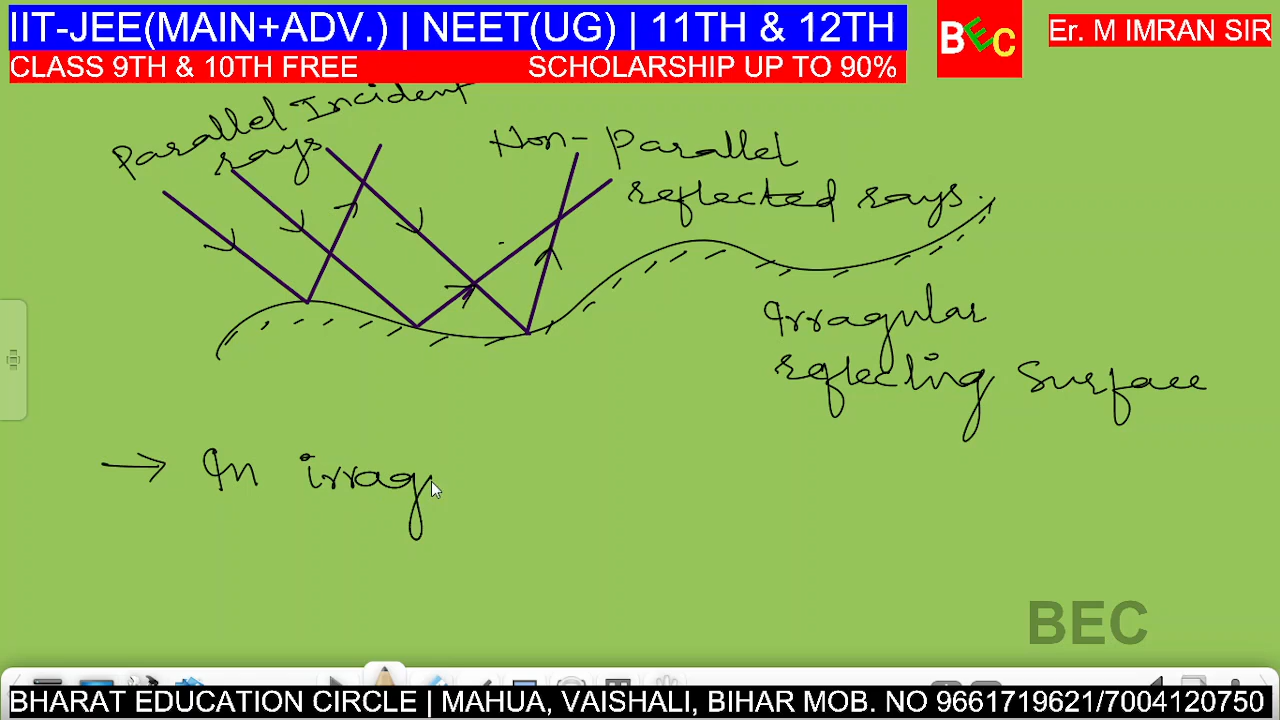 IIT-JEE(MAIN+ADV.) | NEET(UG) | 11TH & 12TH
CLASS 9TH & 10TH FREE SCHOLARSHIP UP TO 90%
BEC
Er. M IMRAN SIR
Parallel Incident
rays
Non-Parallel
reflected rays.
Irragular
reflecting Surface
→ In irrag
BEC
BHARAT EDUCATION CIRCLE | MAHUA, VAISHALI, BIHAR MOB. NO 9661719621/7004120750